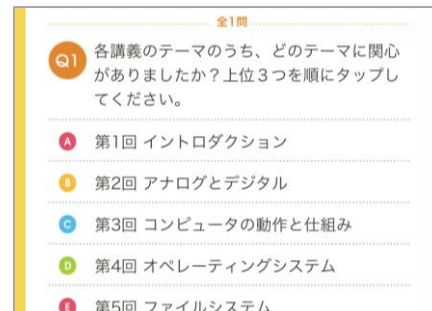 全1問
Q1 各講義のテーマのうち、どのテーマに関心
がありましたか？上位３つを順にタップし
てください。
A 第1回 イントロダクション
B 第2回 アナログとデジタル
C 第3回 コンピュータの動作と仕組み
D 第4回 オペレーティングシステム
E 第5回 ファイルシステム